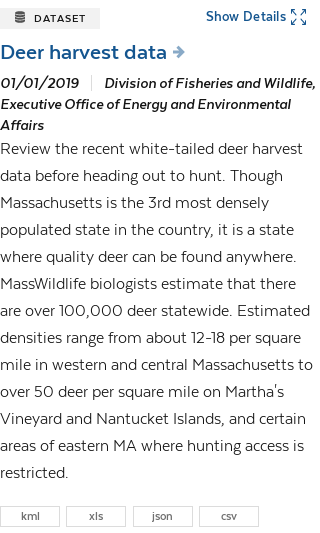 DATASET
Show Details
Deer harvest data
01/01/2019 Division of Fisheries and Wildlife,
Executive Office of Energy and Environmental
Affairs
Review the recent white-tailed deer harvest
data before heading out to hunt. Though
Massachusetts is the 3rd most densely
populated state in the country, it is a state
where quality deer can be found anywhere.
MassWildlife biologists estimate that there
are over 100,000 deer statewide. Estimated
densities range from about 12-18 per square
mile in western and central Massachusetts to
over 50 deer per square mile on Martha's
Vineyard and Nantucket Islands, and certain
areas of eastern MA where hunting access is
restricted.
kml xls json csv